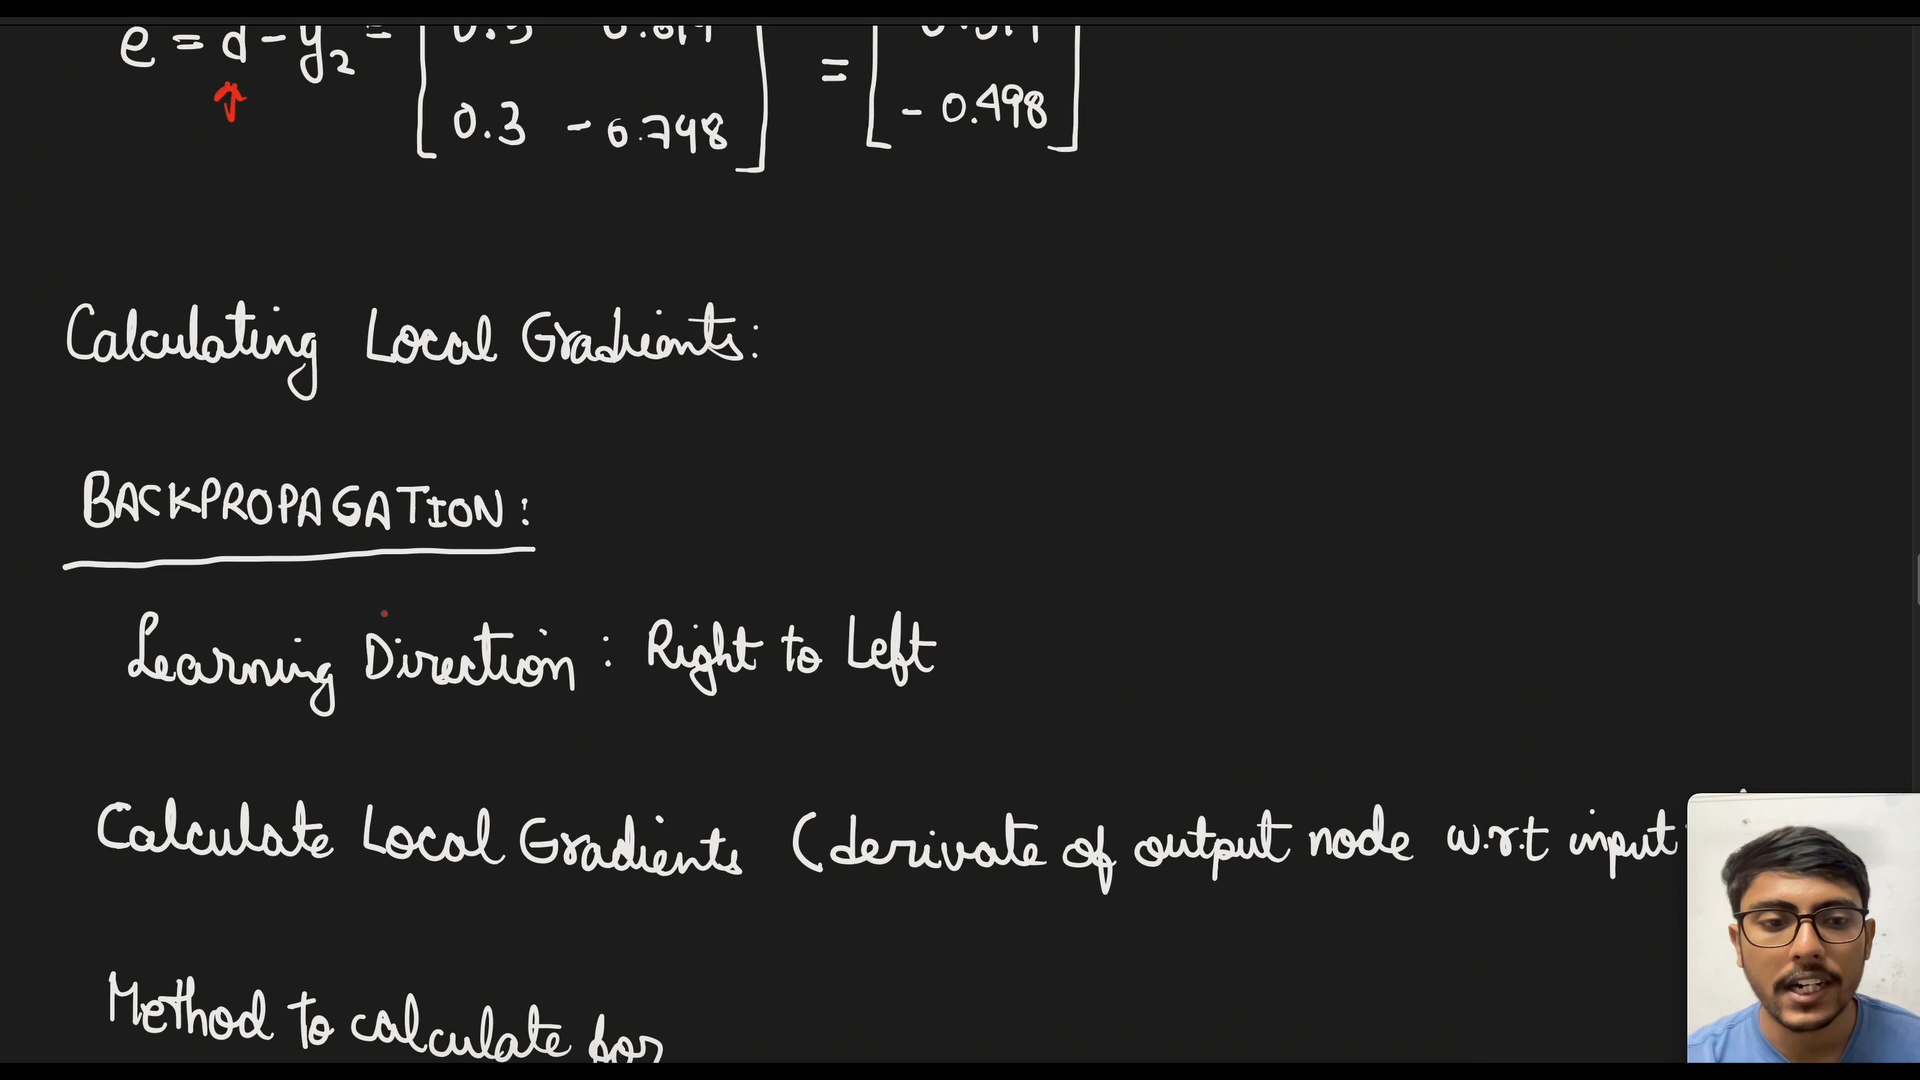 e = d - y₂ =
0.3 - 0.748 = - 0.498
Calculating Local Gradients:
BACKPROPAGATION:
Learning Direction : Right to Left
Calculate Local Gradients (derivate of output node w.r.t input
Method to calculate for